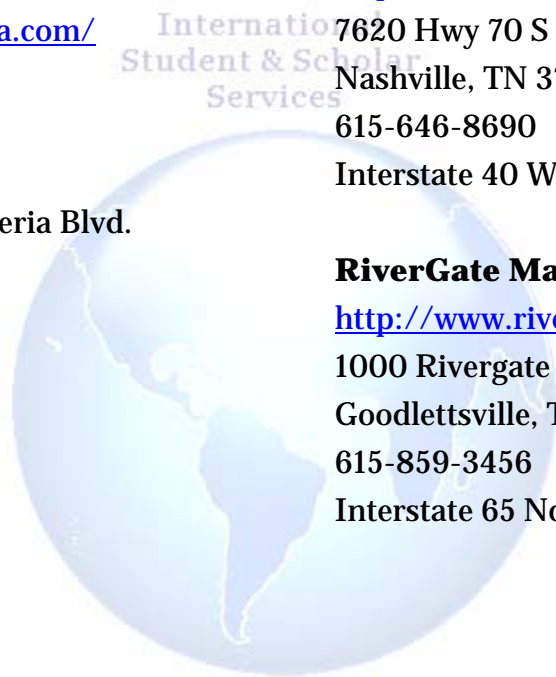 International
Student & Scholar
Services
a.com/
eria Blvd.
7620 Hwy 70 S
Nashville, TN 3
615-646-8690
Interstate 40 W
RiverGate Ma
http://www.riv
1000 Rivergate
Goodlettsville, T
615-859-3456
Interstate 65 No